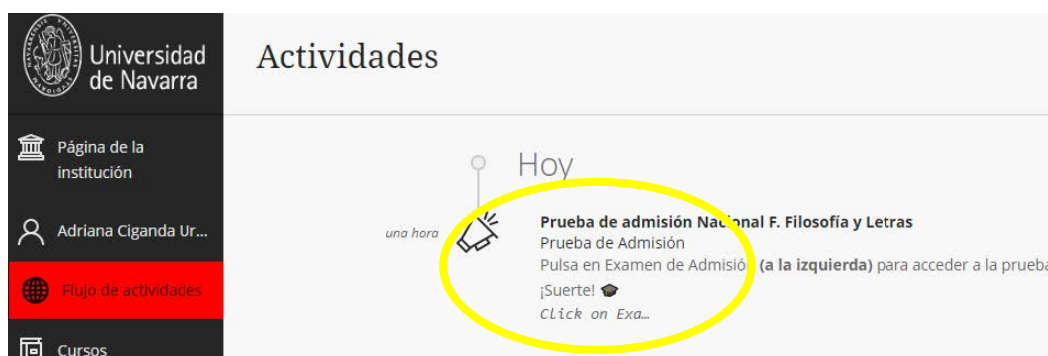 Universidad
de Navarra
Actividades
Página de la
institución
Hoy
Adriana Ciganda Ur...
una hora
Prueba de admisión Nacional F. Filosofía y Letras
Prueba de Admisión
Pulsa en Examen de Admisión (a la izquierda) para acceder a la prueba
¡Suerte! 🎓
Click on Exa…
Flujo de actividades
Cursos